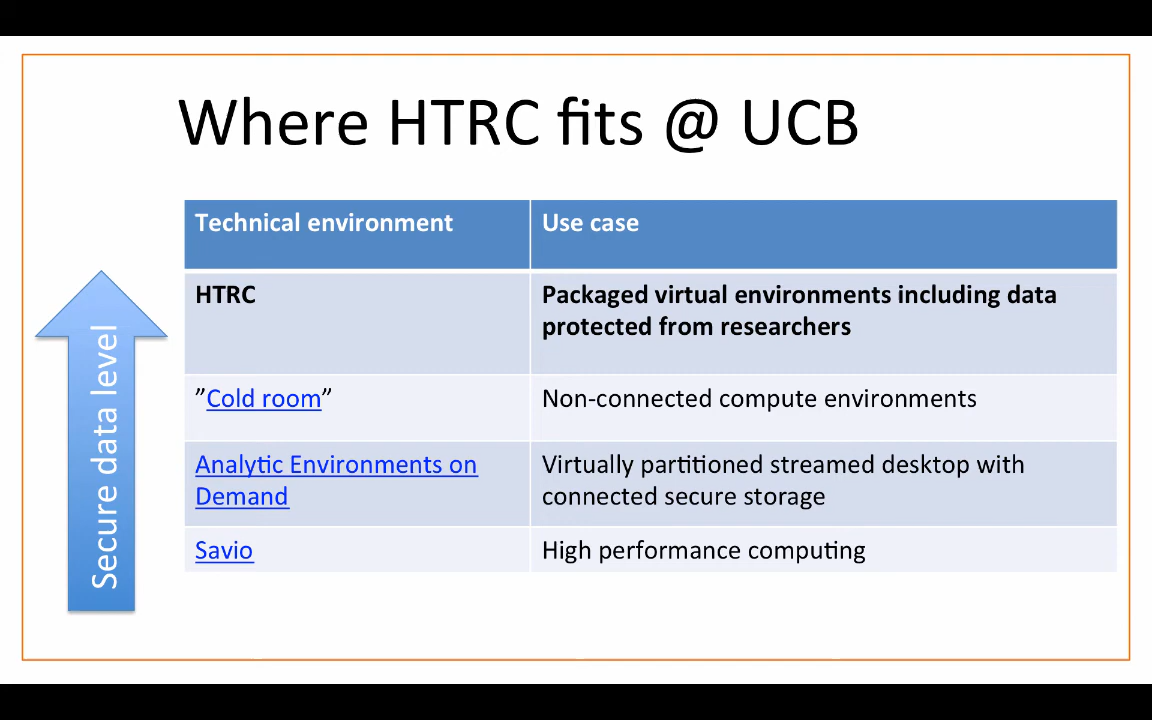 Where HTRC fits @ UCB
Technical environment
Use case
HTRC
Packaged virtual environments including data
protected from researchers
”Cold room”
Non-connected compute environments
Analytic Environments on
Demand
Virtually partitioned streamed desktop with
connected secure storage
Savio
High performance computing
Secure data level